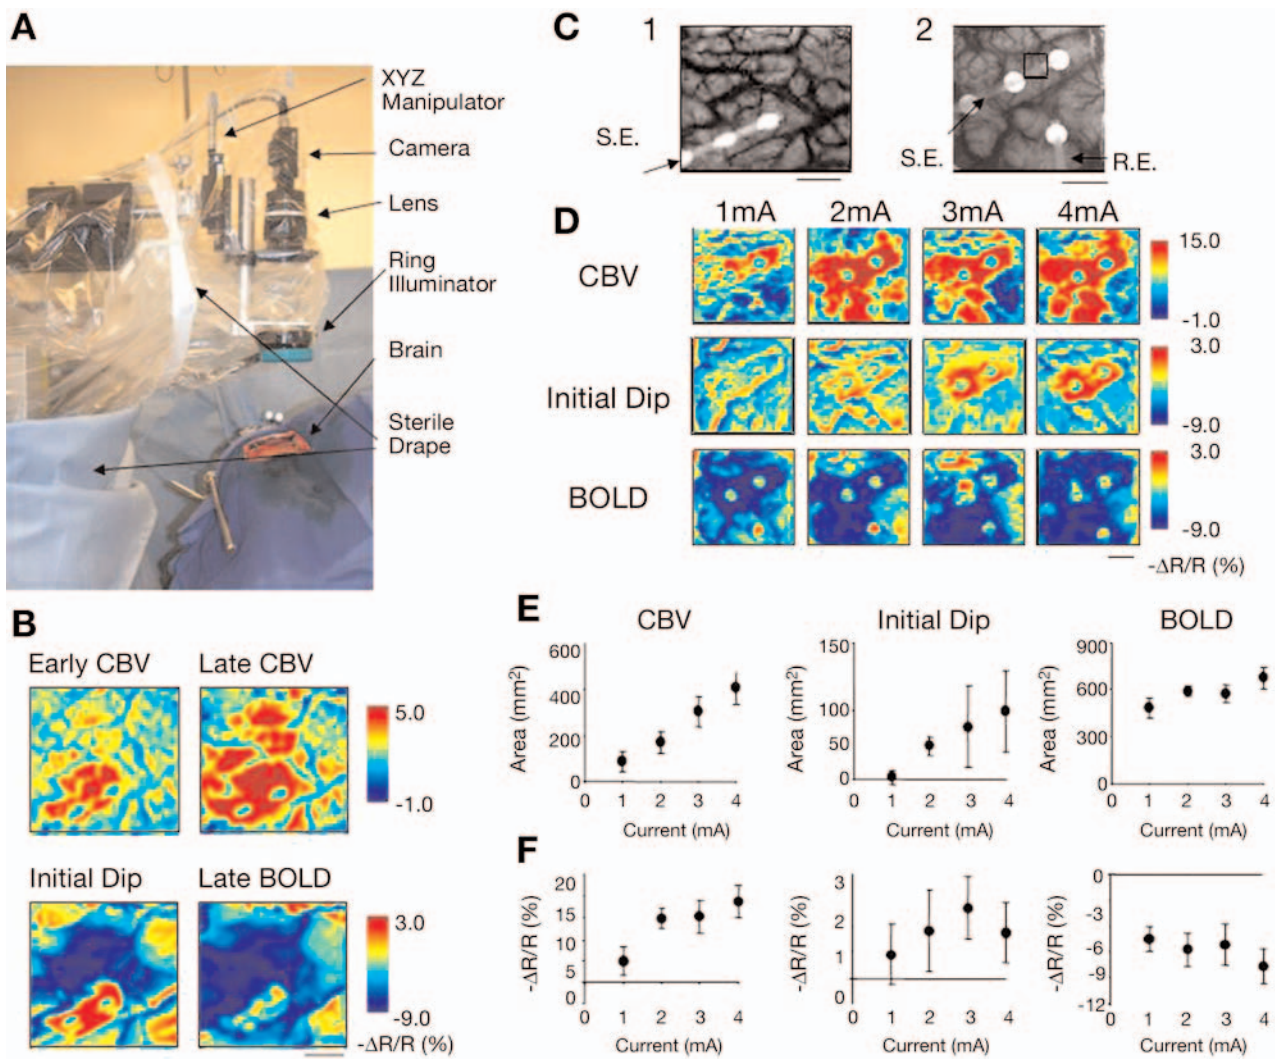 A
XYZ
Manipulator
Camera
Lens
Ring
Illuminator
Brain
Sterile
Drape
B
Early CBV
Late CBV
5.0
-1.0
Initial Dip
Late BOLD
3.0
-9.0
-ΔR/R (%)
C
1
2
S.E.
S.E.
R.E.
D
1mA
2mA
3mA
4mA
CBV
15.0
-1.0
Initial Dip
3.0
-9.0
BOLD
3.0
-9.0
-ΔR/R (%)
E
CBV
Area (mm²)
600
400
200
0
0 1 2 3 4
Current (mA)
Initial Dip
Area (mm²)
150
100
50
0
0 1 2 3 4
Current (mA)
BOLD
Area (mm²)
900
600
300
0
0 1 2 3 4
Current (mA)
F
-ΔR/R (%)
20
15
10
5
0
0 1 2 3 4
Current (mA)
-ΔR/R (%)
3
2
1
0
0 1 2 3 4
Current (mA)
-ΔR/R (%)
0
-3
-6
-9
-12
0 1 2 3 4
Current (mA)